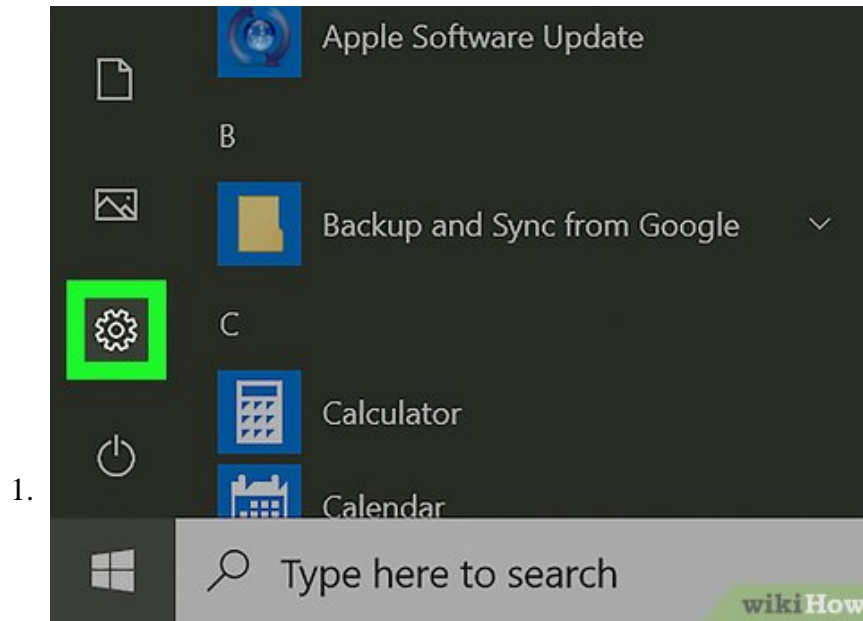 Apple Software Update
B
Backup and Sync from Google
C
Calculator
1.
Calendar
Type here to search
wikiHow